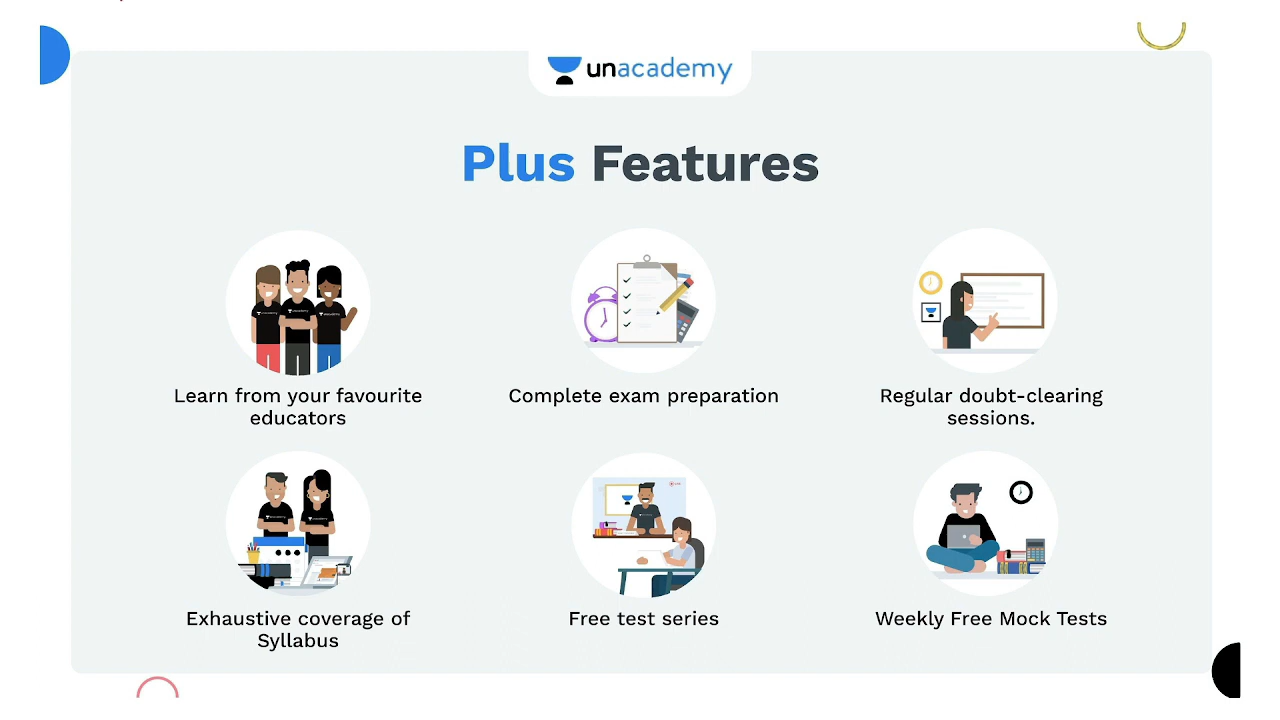 unacademy
Plus Features
Learn from your favourite
educators
Complete exam preparation
Regular doubt-clearing
sessions.
Exhaustive coverage of
Syllabus
Free test series
Weekly Free Mock Tests